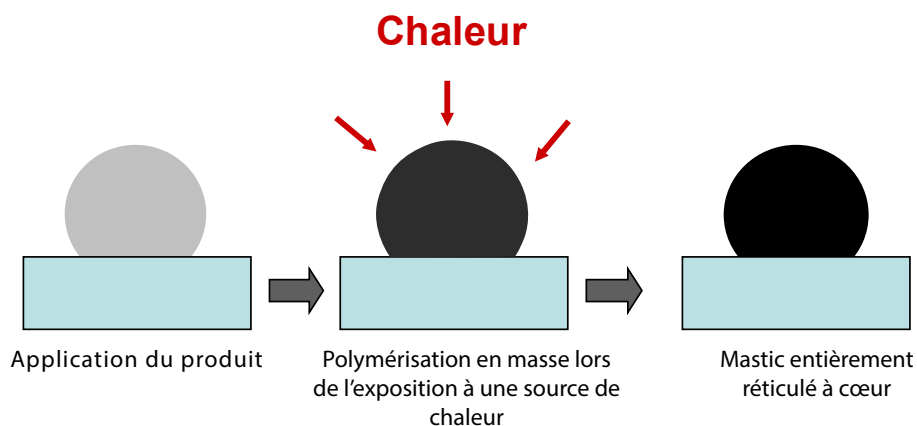 Chaleur
Application du produit
Polymérisation en masse lors
de l’exposition à une source de
chaleur
Mastic entièrement
réticulé à cœur